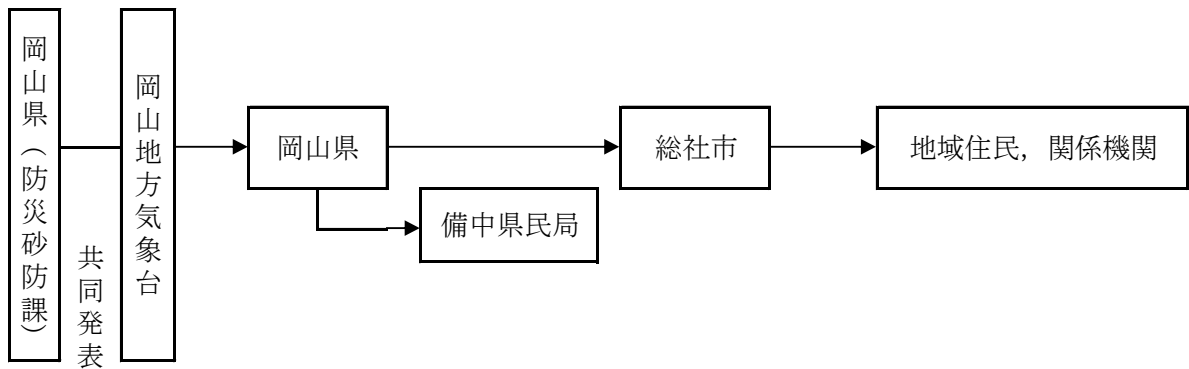 岡山県（防災砂防課）
共同発表
岡山地方気象台
岡山県
備中県民局
総社市
地域住民，関係機関